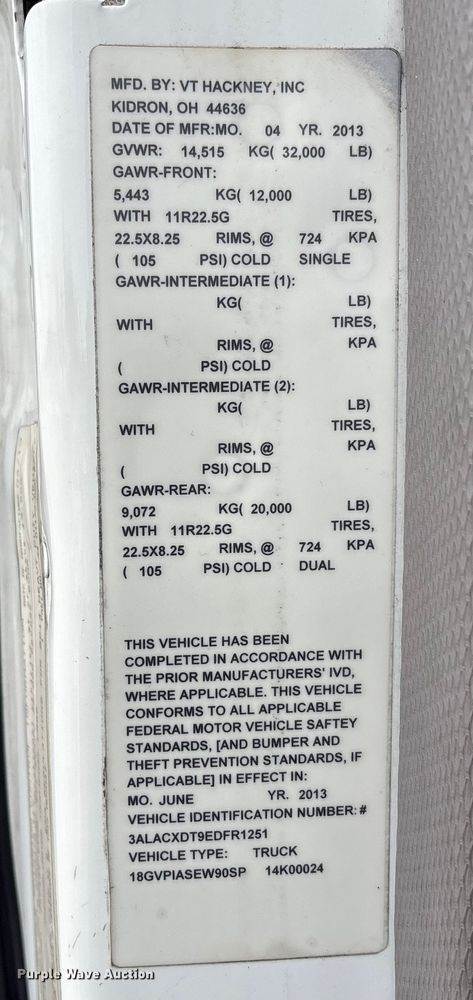 MFD. BY: VT HACKNEY, INC
KIDRON, OH 44636
DATE OF MFR:MO. 04 YR. 2013
GVWR: 14,515 KG( 32,000 LB)
GAWR-FRONT:
5,443 KG( 12,000 LB)
WITH 11R22.5G TIRES,
22.5X8.25 RIMS, @ 724 KPA
( 105 PSI) COLD SINGLE
GAWR-INTERMEDIATE (1):
KG( LB)
WITH TIRES,
RIMS, @ KPA
( PSI) COLD
GAWR-INTERMEDIATE (2):
KG( LB)
WITH TIRES,
RIMS, @ KPA
( PSI) COLD
GAWR-REAR:
9,072 KG( 20,000 LB)
WITH 11R22.5G TIRES,
22.5X8.25 RIMS, @ 724 KPA
( 105 PSI) COLD DUAL
THIS VEHICLE HAS BEEN
COMPLETED IN ACCORDANCE WITH
THE PRIOR MANUFACTURERS' IVD,
WHERE APPLICABLE. THIS VEHICLE
CONFORMS TO ALL APPLICABLE
FEDERAL MOTOR VEHICLE SAFTEY
STANDARDS, [AND BUMPER AND
THEFT PREVENTION STANDARDS, IF
APPLICABLE] IN EFFECT IN:
MO. JUNE YR. 2013
VEHICLE IDENTIFICATION NUMBER: #
3ALACXDT9EDFR1251
VEHICLE TYPE: TRUCK
18GVPIASEW90SP 14K00024
Purple Wave Auction